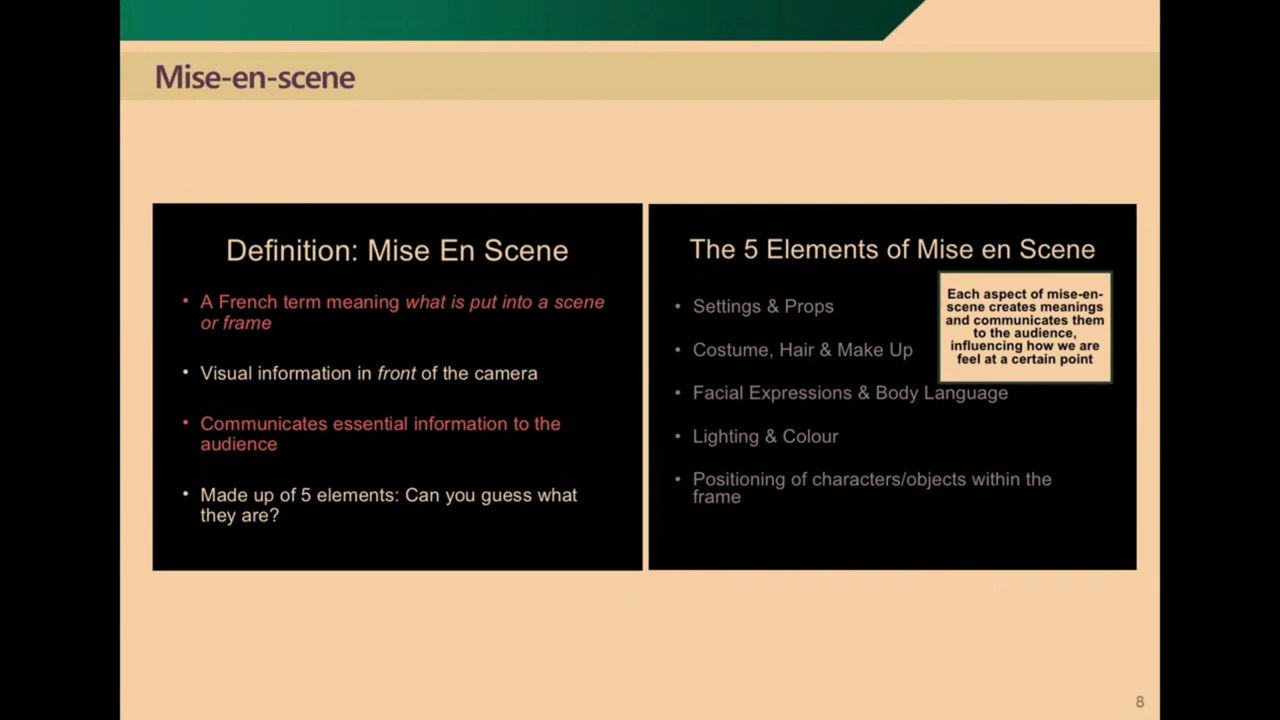 Mise-en-scene
Definition: Mise En Scene
• A French term meaning what is put into a scene
or frame
• Visual information in front of the camera
• Communicates essential information to the
audience
• Made up of 5 elements: Can you guess what
they are?
The 5 Elements of Mise en Scene
• Settings & Props
• Costume, Hair & Make Up
• Facial Expressions & Body Language
• Lighting & Colour
• Positioning of characters/objects within the
frame
Each aspect of mise-en-
scene creates meanings
and communicates them
to the audience,
influencing how we are
feel at a certain point
8